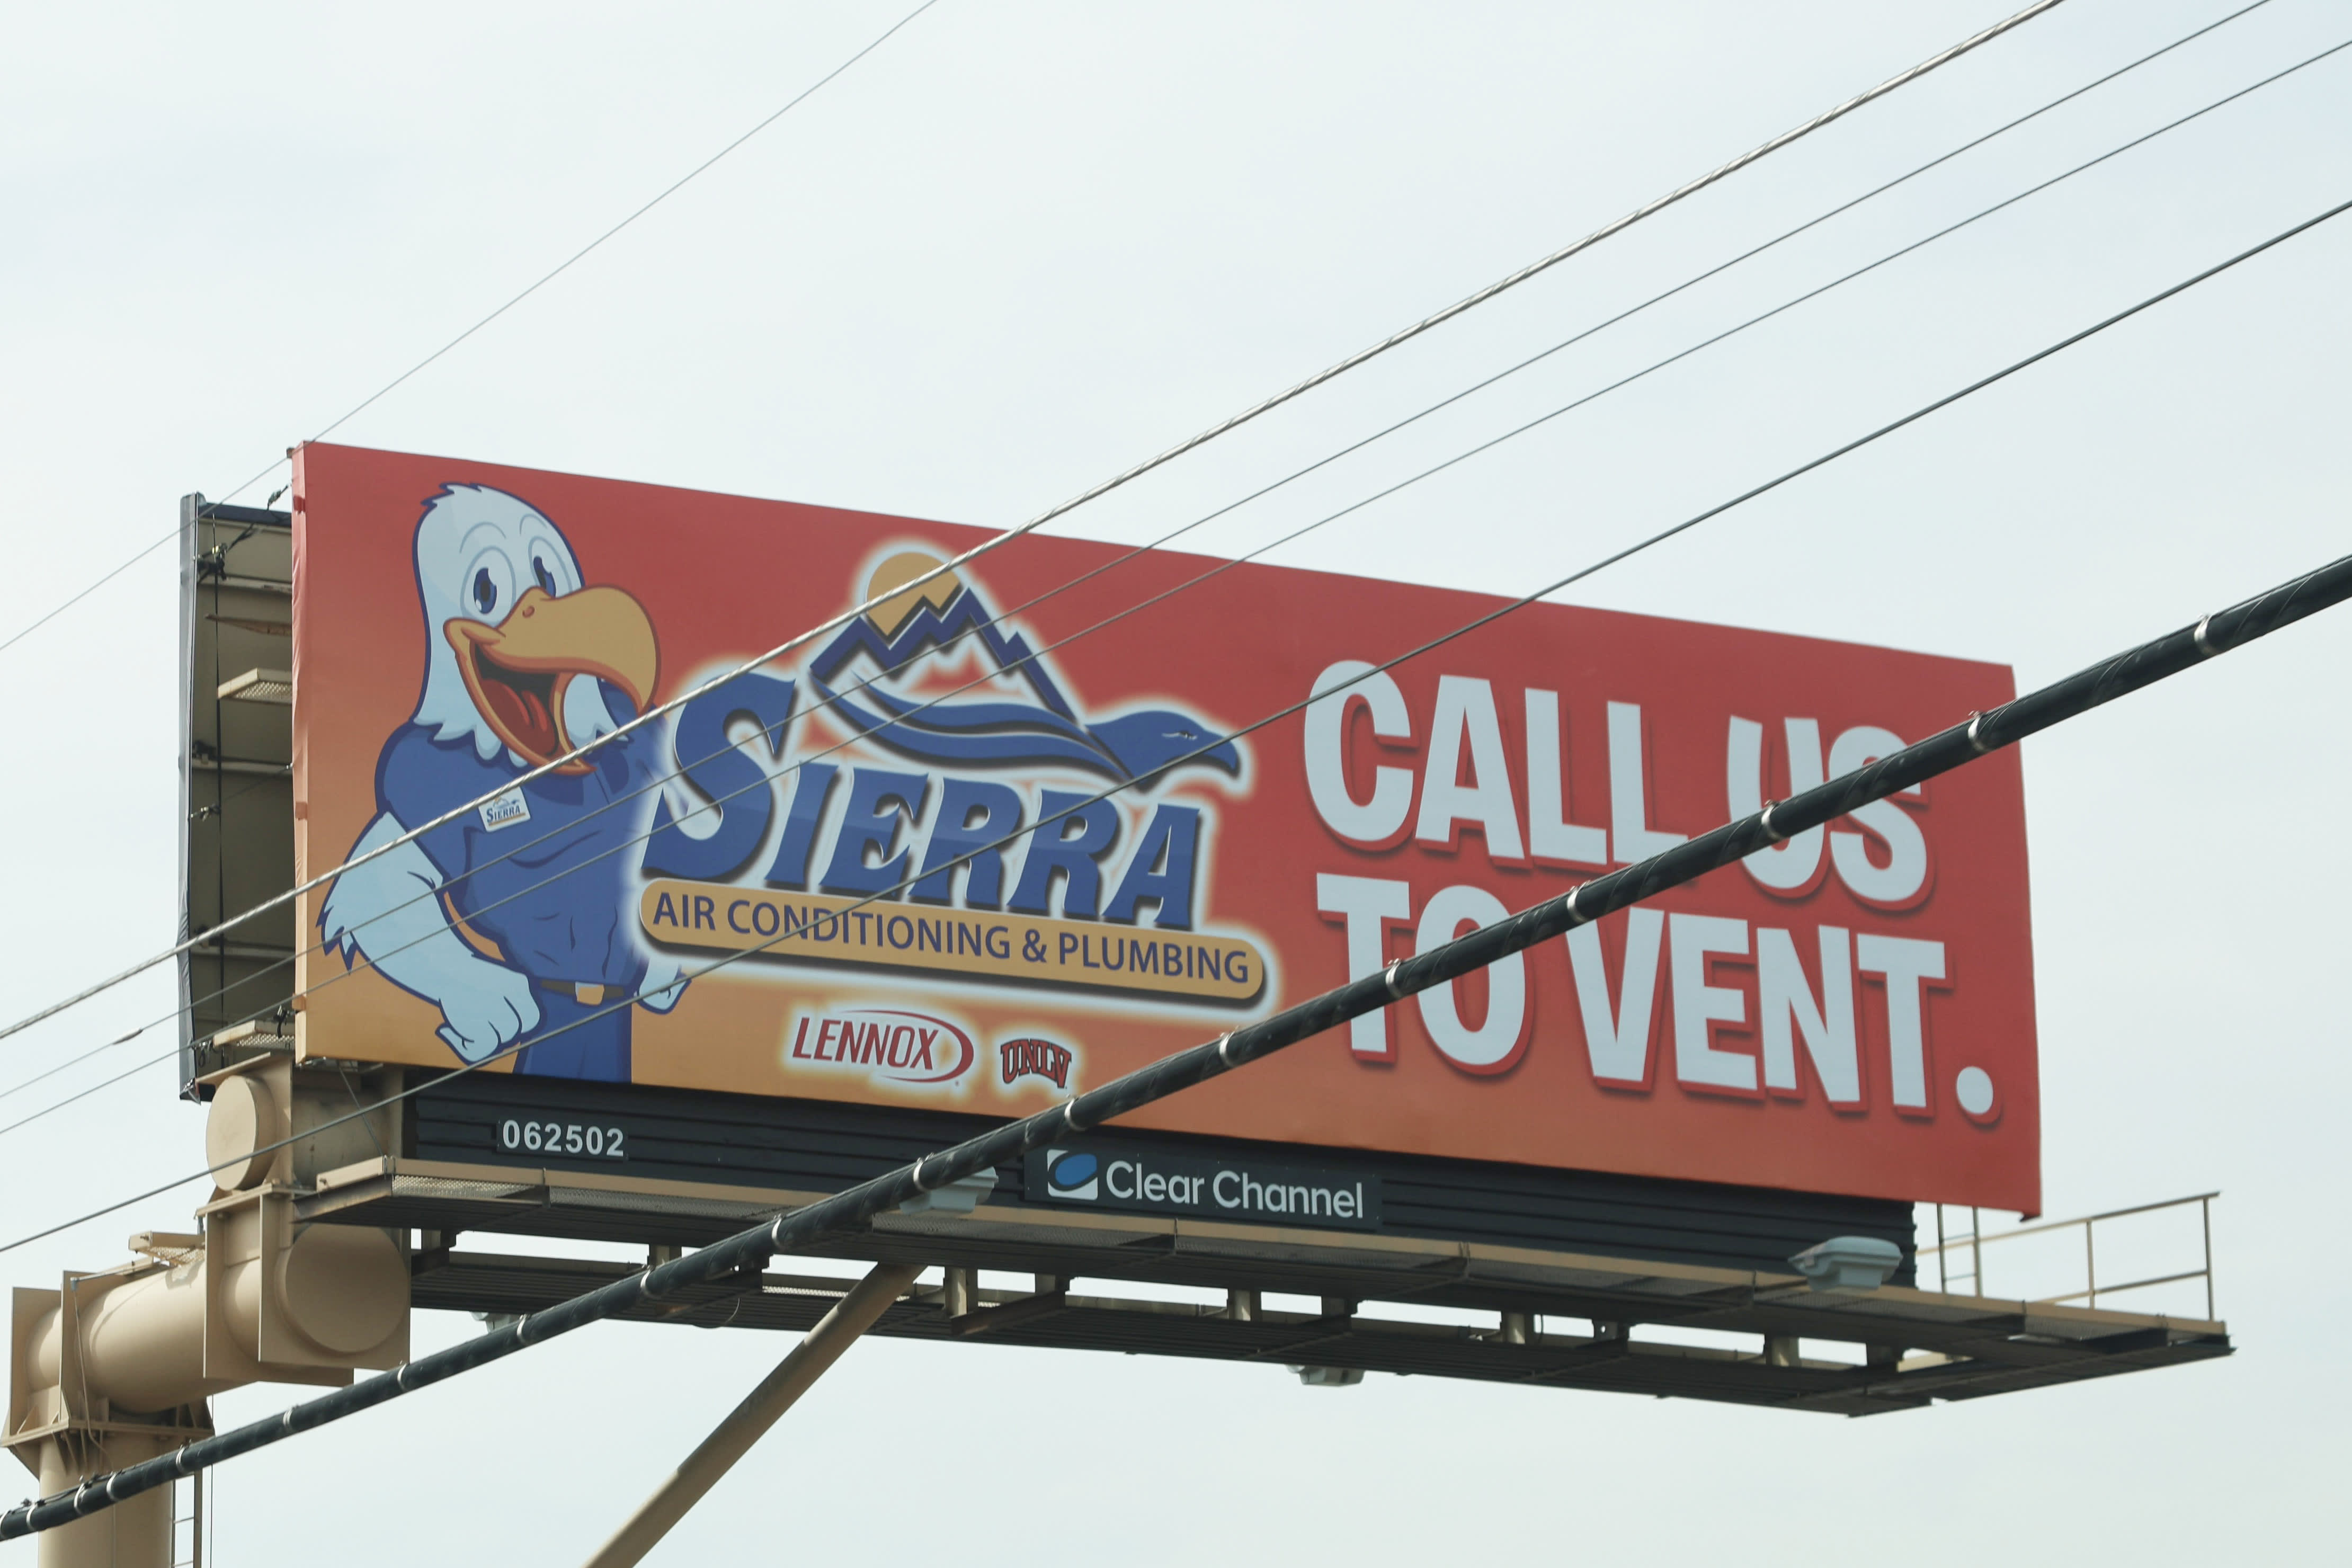 SIERRA
SIERRA
AIR CONDITIONING & PLUMBING
LENNOX
UNLV
CALL US
TO VENT.
062502
Clear Channel